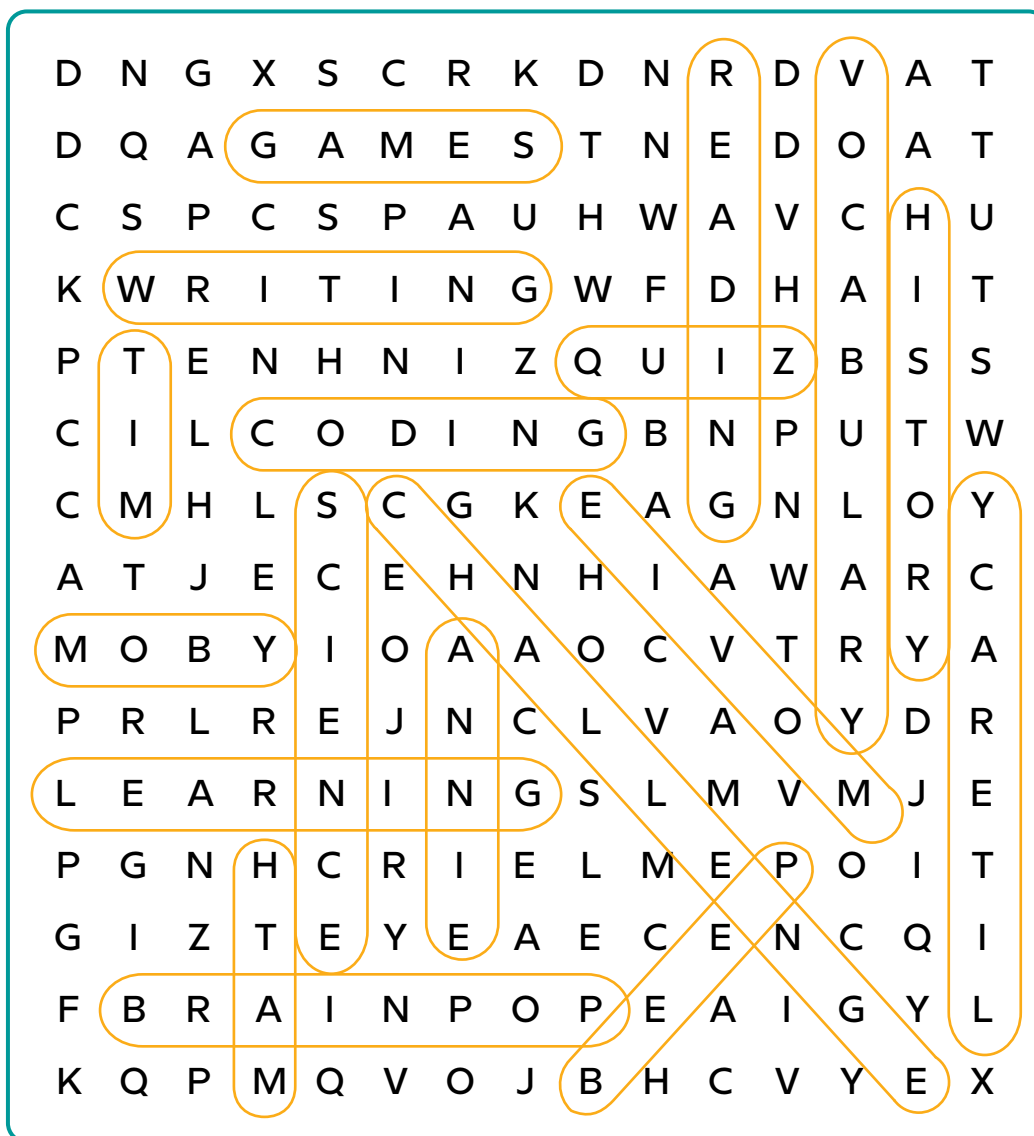 D N G X S C R K D N R D V A T
D Q A G A M E S T N E D O A T
C S P C S P A U H W A V C H U
K W R I T I N G W F D H A I T
P T E N H N I Z Q U I Z B S S
C I L C O D I N G B N P U T W
C M H L S C G K E A G N L O Y
A T J E C E H N H I A W A R C
M O B Y I O A A O C V T R Y A
P R L R E J N C L V A O Y D R
L E A R N I N G S L M V M J E
P G N H C R I E L M E P O I T
G I Z T E Y E A E C E N C Q I
F B R A I N P O P E A I G Y L
K Q P M Q V O J B H C V Y E X